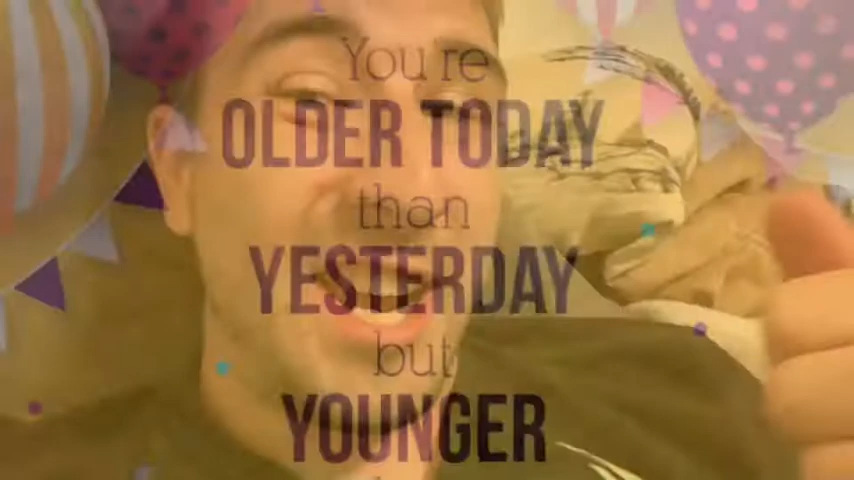 You're
OLDER TODAY
than
YESTERDAY
but
YOUNGER